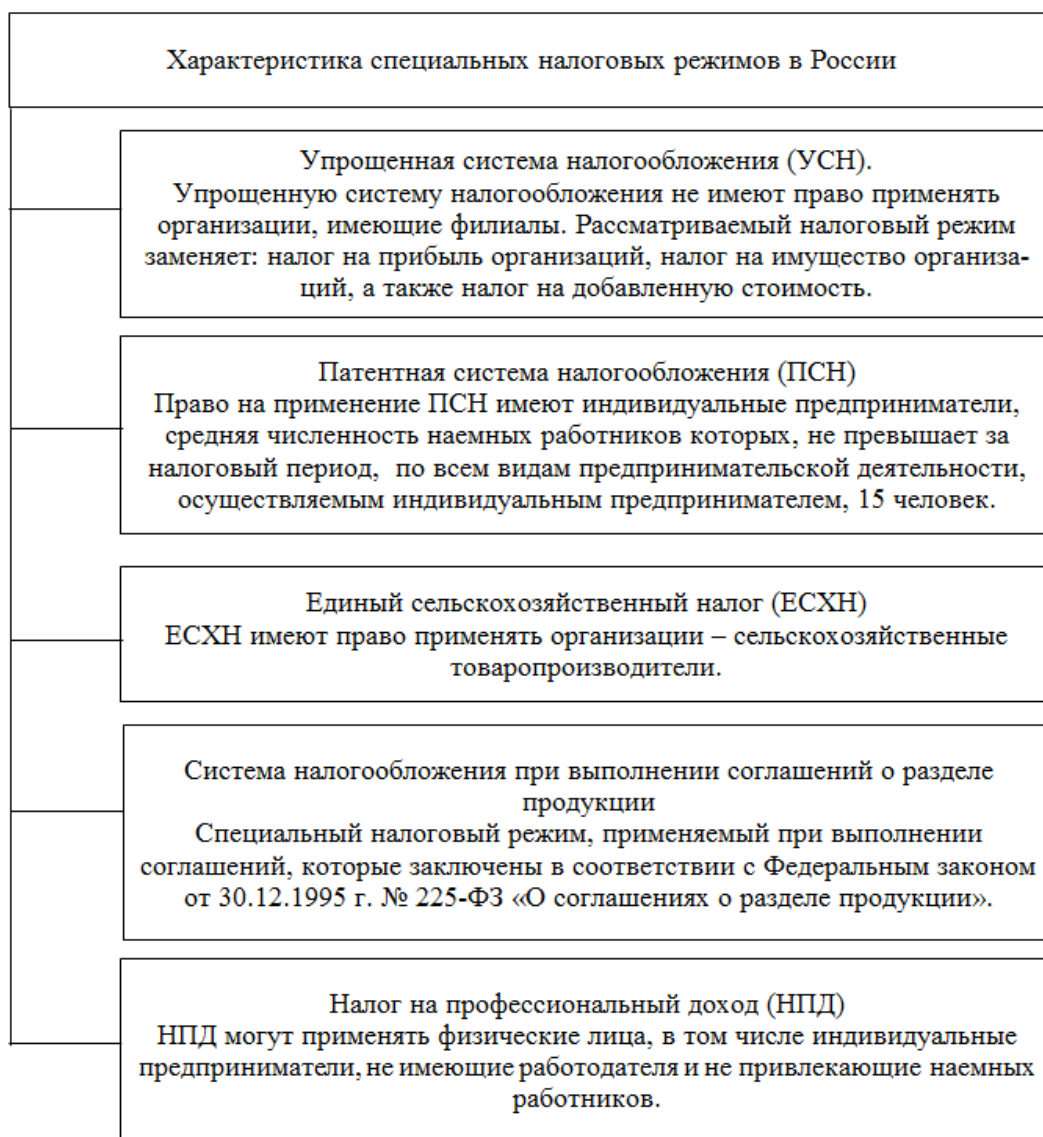 Характеристика специальных налоговых режимов в России
Упрощенная система налогообложения (УСН).
Упрощенную систему налогообложения не имеют право применять
организации, имеющие филиалы. Рассматриваемый налоговый режим
заменяет: налог на прибыль организаций, налог на имущество организа-
ций, а также налог на добавленную стоимость.
Патентная система налогообложения (ПСН)
Право на применение ПСН имеют индивидуальные предприниматели,
средняя численность наемных работников которых, не превышает за
налоговый период, по всем видам предпринимательской деятельности,
осуществляемым индивидуальным предпринимателем, 15 человек.
Единый сельскохозяйственный налог (ЕСХН)
ЕСХН имеют право применять организации – сельскохозяйственные
товаропроизводители.
Система налогообложения при выполнении соглашений о разделе
продукции
Специальный налоговый режим, применяемый при выполнении
соглашений, которые заключены в соответствии с Федеральным законом
от 30.12.1995 г. № 225-ФЗ «О соглашениях о разделе продукции».
Налог на профессиональный доход (НПД)
НПД могут применять физические лица, в том числе индивидуальные
предприниматели, не имеющие работодателя и не привлекающие наемных
работников.